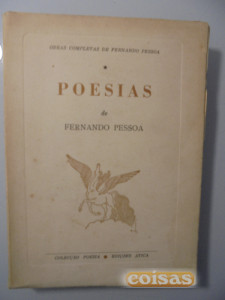 OBRAS COMPLETAS DE FERNANDO PESSOA
POESIAS
de
FERNANDO PESSOA
COLECÇÃO POESIA • EDIÇÕES ÁTICA
coisas